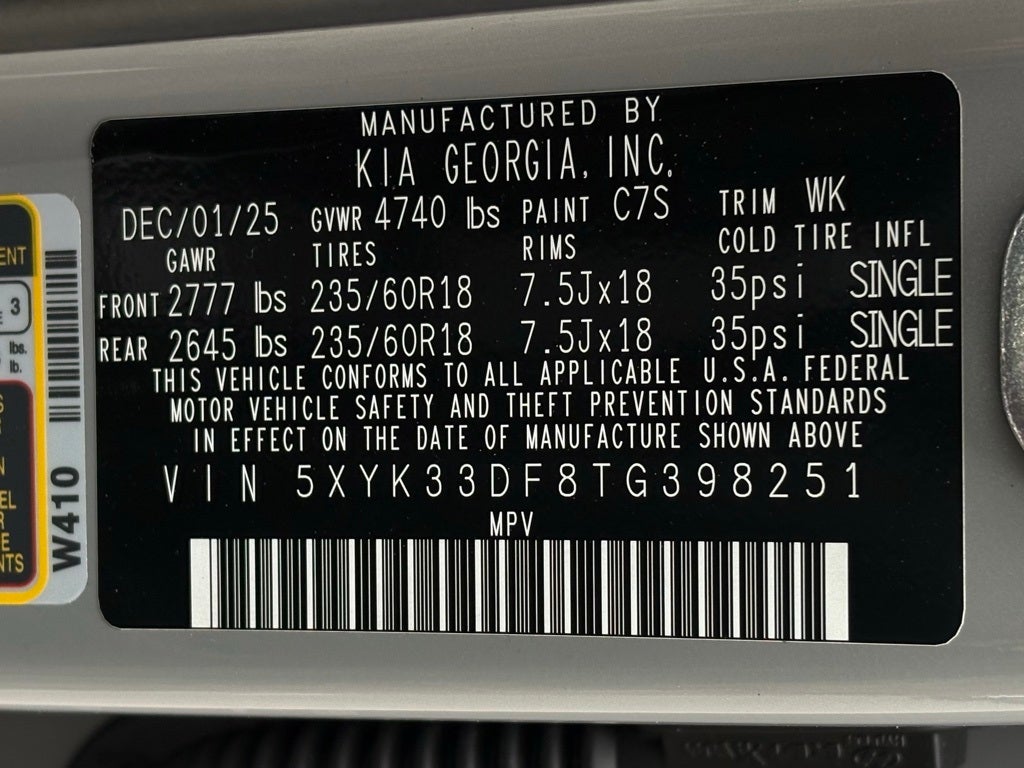 MANUFACTURED BY
KIA GEORGIA, INC.
DEC/01/25 GVWR 4740 lbs PAINT C7S TRIM WK
GAWR TIRES RIMS COLD TIRE INFL
FRONT 2777 lbs 235/60R18 7.5Jx18 35psi SINGLE
REAR 2645 lbs 235/60R18 7.5Jx18 35psi SINGLE
THIS VEHICLE CONFORMS TO ALL APPLICABLE U.S.A. FEDERAL
MOTOR VEHICLE SAFETY AND THEFT PREVENTION STANDARDS
IN EFFECT ON THE DATE OF MANUFACTURE SHOWN ABOVE
VIN 5XYK33DF8TG398251
MPV
3
lbs.
lb.
W410